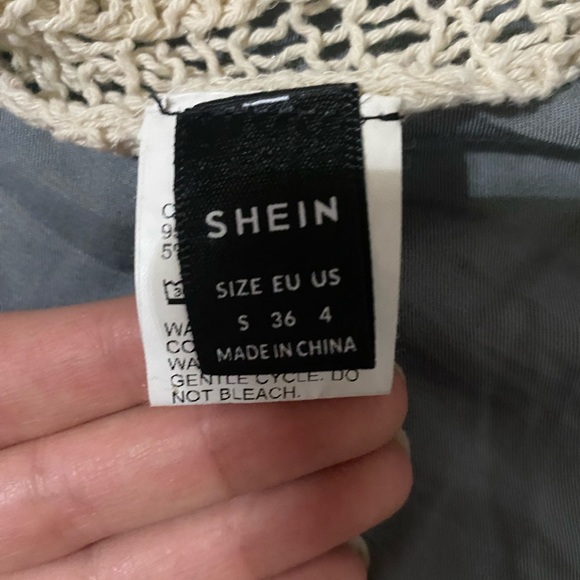 SHEIN
SIZE EU US
S 36 4
MADE IN CHINA
GENTLE CYCLE. DO
NOT BLEACH.